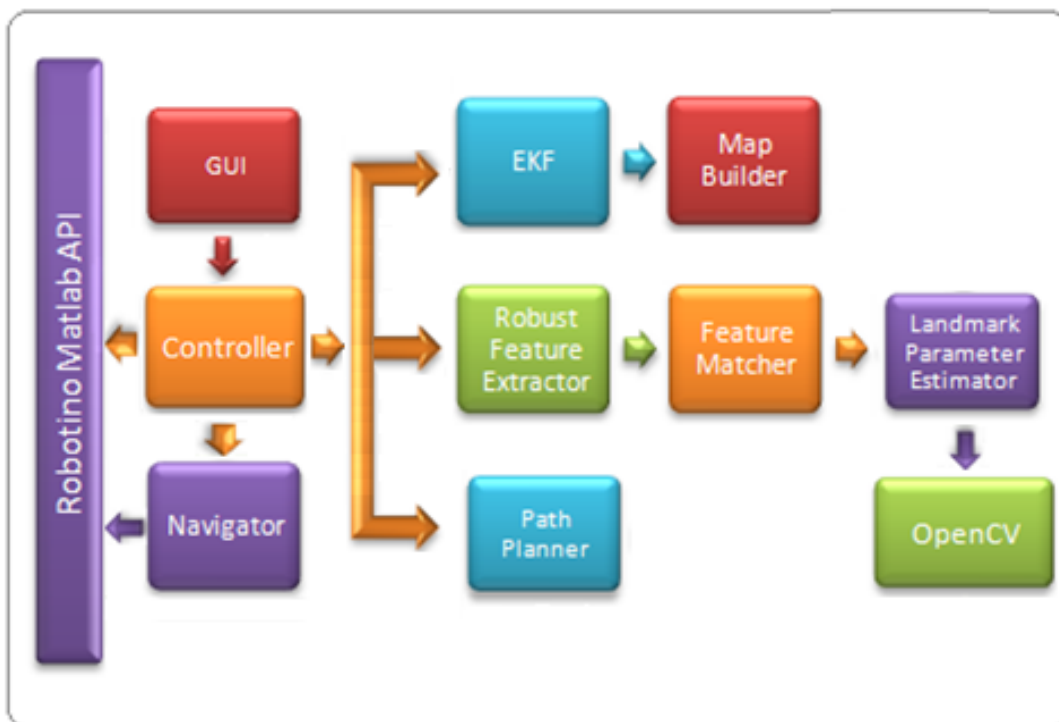 Robotino Matlab API
GUI
Controller
Navigator
EKF
Map
Builder
Robust
Feature
Extractor
Feature
Matcher
Landmark
Parameter
Estimator
Path
Planner
OpenCV